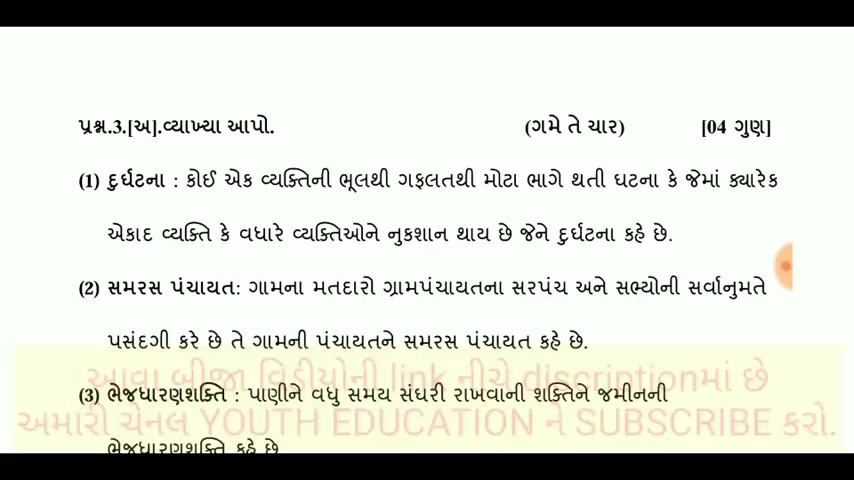 પ્રશ્ન.3.[અ].વ્યાખ્યા આપો. (ગમે તે ચાર) [04 ગુણ]
(1) દુર્ઘટના : કોઈ એક વ્યક્તિની ભૂલથી ગફલતથી મોટા ભાગે થતી ઘટના કે જેમાં ક્યારેક
એકાદ વ્યક્તિ કે વધારે વ્યક્તિઓને નુકશાન થાય છે જેને દુર્ઘટના કહે છે.
(2) સમરસ પંચાયત: ગામના મતદારો ગ્રામપંચાયતના સરપંચ અને સભ્યોની સર્વાનુમતે
પસંદગી કરે છે તે ગામની પંચાયતને સમરસ પંચાયત કહે છે.
આવા બીજા વિડીયોની link નીચે discriptionમાં છે
(3) ભેજધારણશક્તિ : પાણીને વધુ સમય સંઘરી રાખવાની શક્તિને જમીનની
અમારી ચેનલ YOUTH EDUCATION ને SUBSCRIBE કરો.
ભેજધારણશક્તિ કહે છે